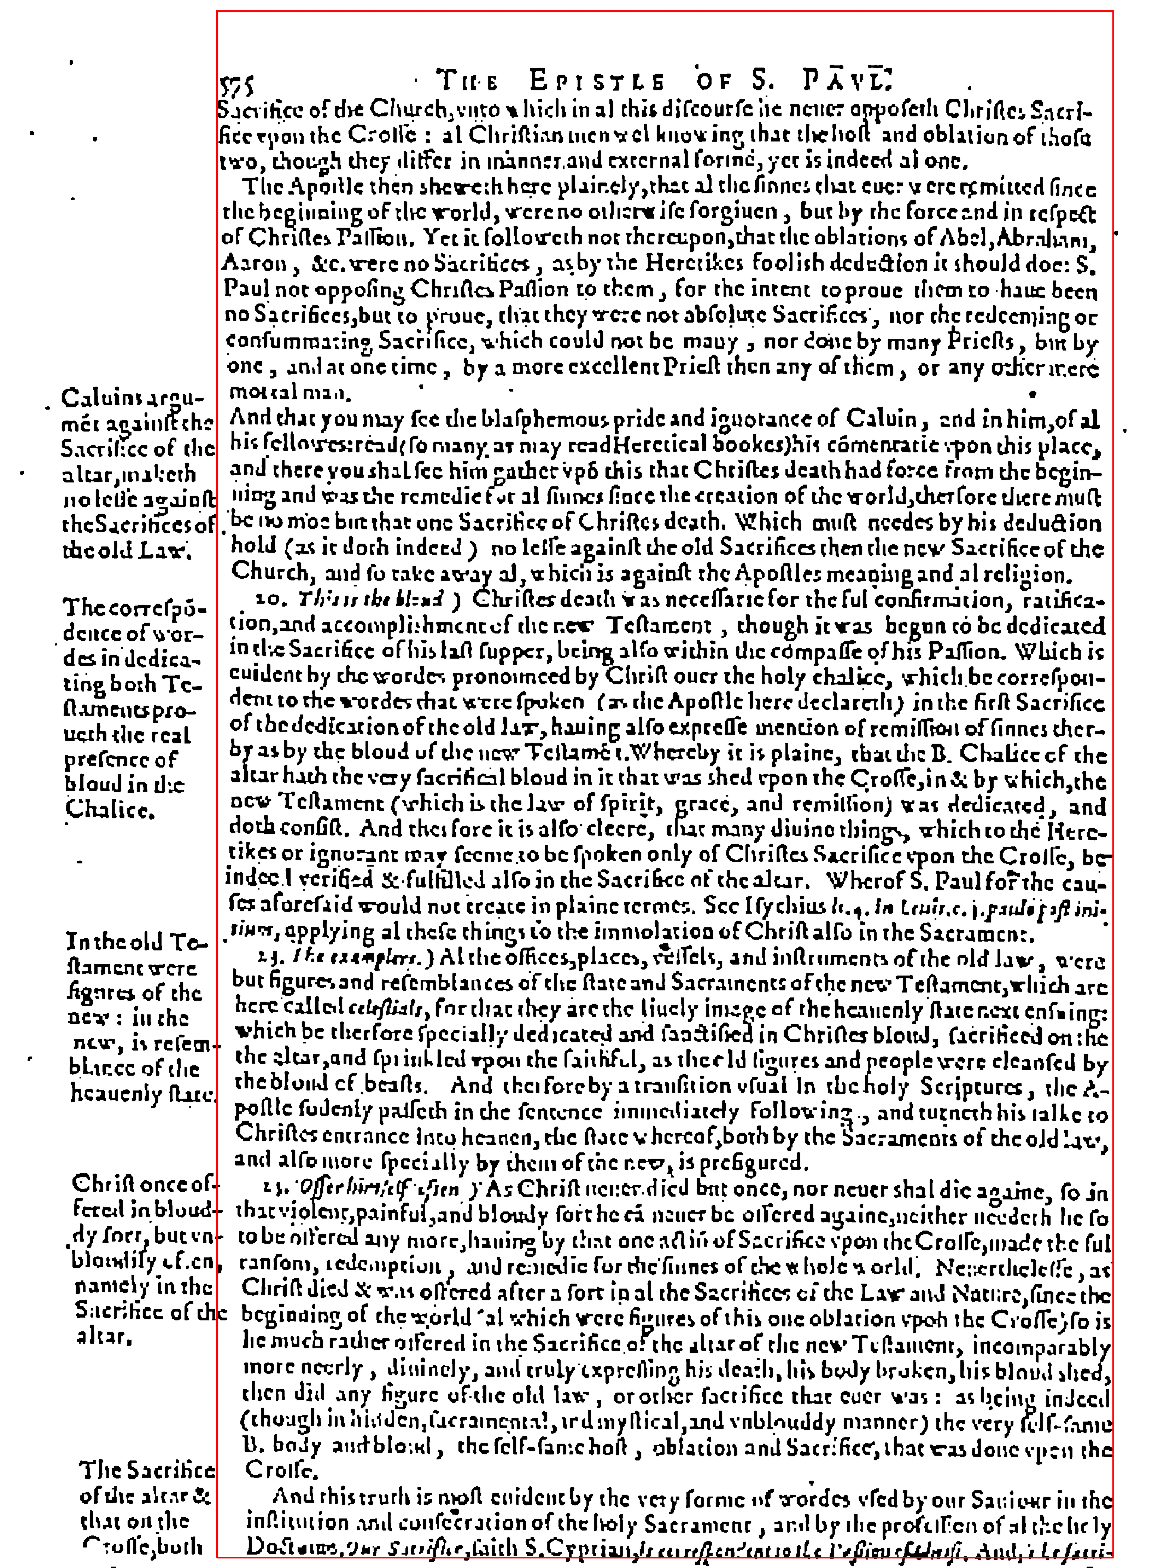 575 THE EPISTLE OF S. PAVL.
Sacrifice of the Church, vnto which in al this discourse he neuer opposeth Christes Sacri-
fice vpon the Crosse: al Christian men wel knowing that the host and oblation of those
two, though they differ in manner and external forme, yet is indeed al one.
The Apostle then sheweth here plainely, that al the sinnes that euer were remitted since
the beginning of the world, were no otherwise forgiuen, but by the force and in respect
of Christes Passion. Yet it followeth not thereupon, that the oblations of Abel, Abraham,
Aaron, &c. were no Sacrifices, as by the Heretikes foolish deduction it should doe: S.
Paul not opposing Christes Passion to them, for the intent to proue them to haue been
no Sacrifices, but to proue, that they were not absolute Sacrifices, nor the redeeming or
consummating Sacrifice, which could not be many, nor done by many Priests, but by
one, and at one time, by a more excellent Priest then any of them, or any other mere
mortal man.
And that you may see the blasphemous pride and ignorance of Caluin, and in him, of al
his fellowes: read (so many as may read Heretical bookes) his cōmentarie vpon this place,
and there you shal see him gather vpō this that Christes death had force from the begin-
ning and was the remedie for al sinnes since the creation of the world, therfore there must
be no moe but that one Sacrifice of Christes death. Which must needes by his deduction
hold (as it doth indeed) no lesse against the old Sacrifices then the new Sacrifice of the
Church, and so take away al, which is against the Apostles meaning and al religion.
Caluins argu-
mēt against the
Sacrifice of the
altar, maketh
no lesse against
the Sacrifices of
the old Law.
20. This is the bloud) Christes death was necessarie for the ful confirmation, ratifica-
tion, and accomplishment of the new Testament, though it was begun to be dedicated
in the Sacrifice of his last supper, being also within the compasse of his Passion. Which is
euident by the wordes pronounced by Christ ouer the holy chalice, which be correspon-
dent to the wordes that were spoken (as the Apostle here declareth) in the first Sacrifice
of the dedication of the old law, hauing also expresse mention of remission of sinnes ther-
by as by the bloud of the new Testamēt. Whereby it is plaine, that the B. Chalice of the
altar hath the very sacrifical bloud in it that was shed vpon the Crosse, in & by which, the
new Testament (which is the law of spirit, grace, and remission) was dedicated, and
doth consist. And therfore it is also cleere, that many diuine things, which to the Here-
tikes or ignorant may seeme to be spoken only of Christes Sacrifice vpon the Crosse, be
indeed verified & fulfilled also in the Sacrifice of the altar. Wherof S. Paul for the cau-
ses aforesaid would not treate in plaine termes. See Isychius li. 4. in Leuit. c. j. paulo post ini-
tium, applying al these things to the immolation of Christ also in the Sacrament.
The correspō-
dence of wor-
des in dedica-
ting both Te-
staments pro-
ueth the real
presence of
bloud in the
Chalice.
23. The examplers.) Al the offices, places, vessels, and instruments of the old law, were
but figures and resemblances of the state and Sacraments of the new Testament, which are
here called celestials, for that they are the liuely image of the heauenly state next ensuing:
which be therfore specially dedicated and sanctified in Christes bloud, sacrificed on the
the altar, and sprinkled vpon the faithful, as the old figures and people were cleansed by
the bloud of beasts. And therfore by a transition vsual in the holy Scriptures, the A-
postle sodenly passeth in the sentence immediately following, and turneth his talke to
Christes entrance into heauen, the state whereof, both by the Sacraments of the old law,
and also more specially by them of the new, is prefigured.
In the old Te-
stament were
figures of the
new: in the
new, is resem-
blance of the
heauenly state.
25. Offer himself often) As Christ neuer died but once, nor neuer shal die againe, so in
that violent, painful, and bloudy sort he cā neuer be offered againe, neither needeth he so
to be offered any more, hauing by that one actiō of Sacrifice vpon the Crosse, made the ful
ransom, redemption, and remedie for the sinnes of the whole world. Neuerthelesse, as
Christ died & was offered after a sort in al the Sacrifices of the Law and Nature, since the
beginning of the world (al which were figures of this one oblation vpon the Crosse) so is
he much rather offered in the Sacrifice of the altar of the new Testament, incomparably
more neerly, diuinely, and truly expressing his death, his body broken, his bloud shed,
then did any figure of the old law, or other sacrifice that euer was: as being indeed
(though in hidden, sacramental, and mystical, and vnblouddy manner) the very self-same
B. body and bloud, the self-same host, oblation and Sacrifice, that was done vpon the
Crosse.
Christ once of-
fered in bloud-
dy sort, but vn-
bloudily often,
namely in the
Sacrifice of the
altar.
And this truth is most euident by the very forme of wordes vsed by our Sauiour in the
institution and consecration of the holy Sacrament, and by the profession of al the holy
Doctours. Our Sacrifice, saith S. Cyprian, is correspondent to the Passion of Christ. And,
The Sacrifice
of the altar &
that on the
Crosse, both